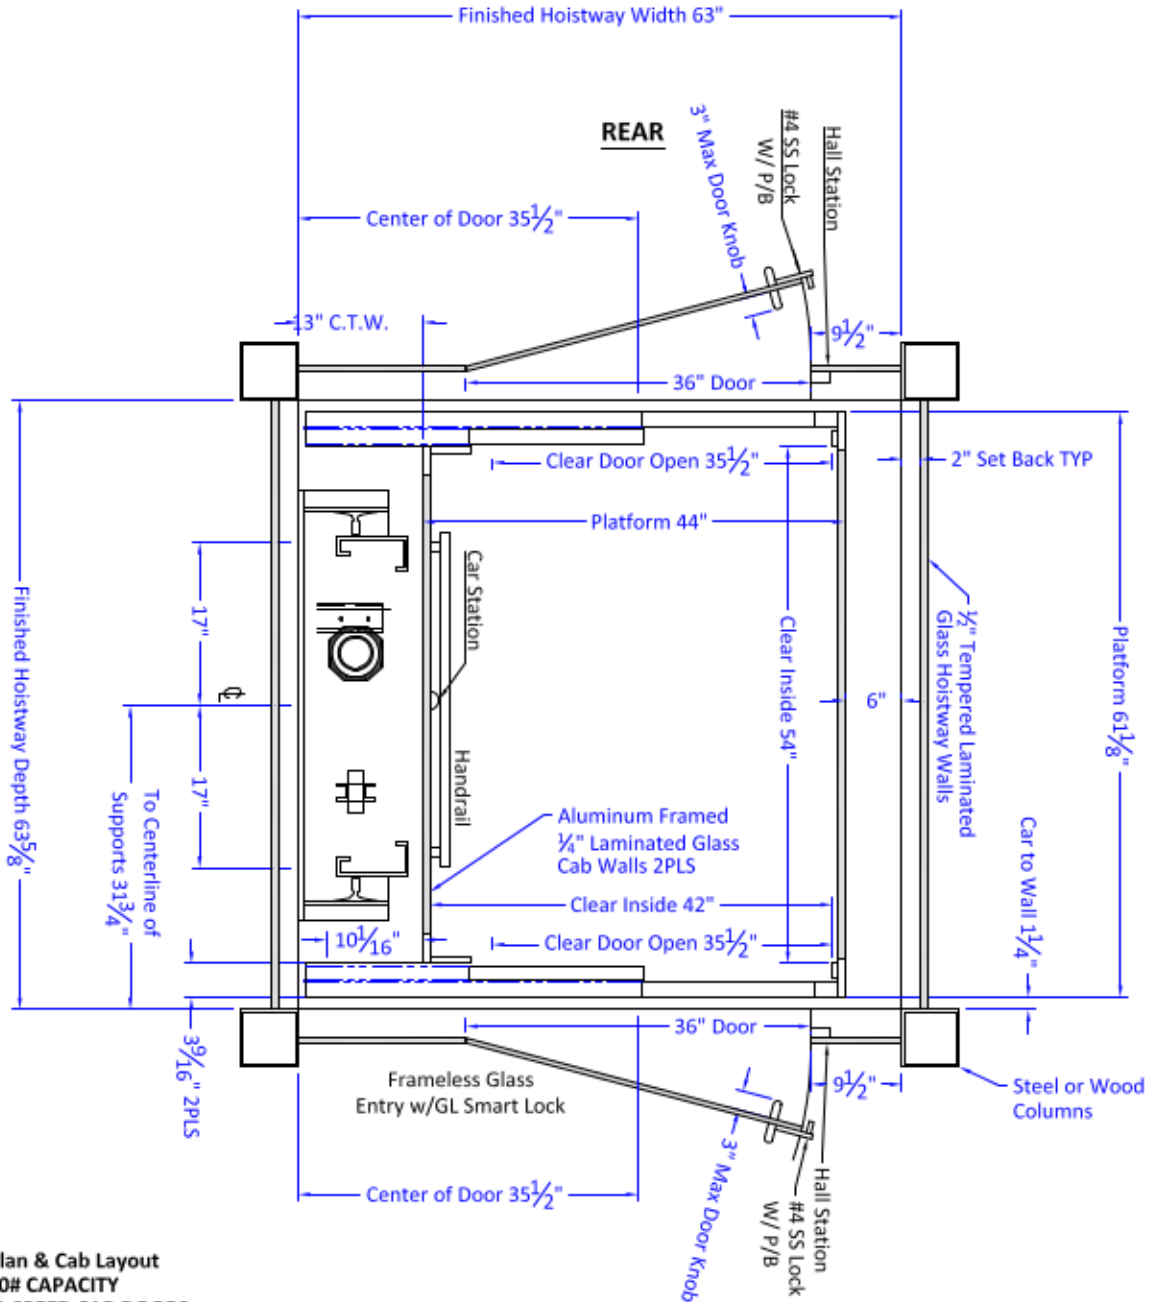 Finished Hoistway Width 63"
REAR
3" Max Door Knob
#4 SS Lock
W/ P/B
Hall Station
Center of Door 35½"
13" C.T.W.
9½"
36" Door
Clear Door Open 35½"
2" Set Back TYP
Platform 44"
Car Station
17"
Finished Hoistway Depth 63⅝"
Clear Inside 54"
½" Tempered Laminated
Glass Hoistway Walls
Platform 61⅛"
6"
℄
Handrail
17"
To Centerline of
Supports 31¾"
Aluminum Framed
¼" Laminated Glass
Cab Walls 2PLS
Car to Wall 1¼"
Clear Inside 42"
10 1/16"
Clear Door Open 35½"
36" Door
3 9/16" 2PLS
Frameless Glass
Entry w/GL Smart Lock
9½"
Steel or Wood
Columns
3" Max Door Knob
Hall Station
#4 SS Lock
W/ P/B
Center of Door 35½"
lan & Cab Layout
0# CAPACITY